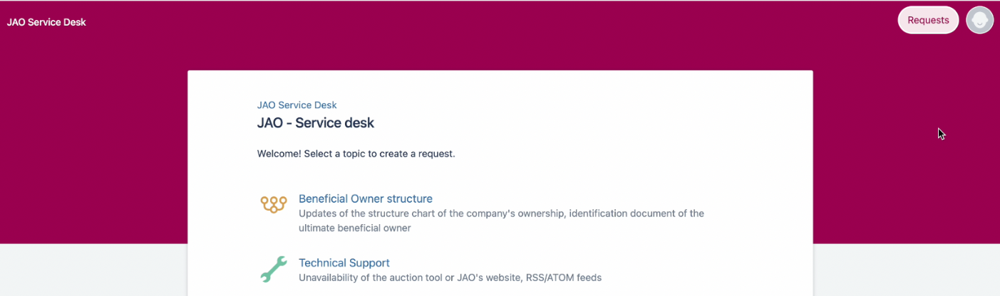 JAO Service Desk
Requests
JAO Service Desk
JAO - Service desk
Welcome! Select a topic to create a request.
Beneficial Owner structure
Updates of the structure chart of the company's ownership, identification document of the
ultimate beneficial owner
Technical Support
Unavailability of the auction tool or JAO's website, RSS/ATOM feeds